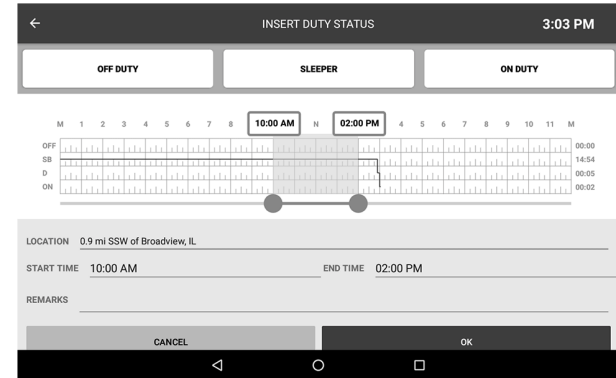 INSERT DUTY STATUS 3:03 PM
OFF DUTY SLEEPER ON DUTY
M 1 2 3 4 5 6 7 8 10:00 AM N 02:00 PM 4 5 6 7 8 9 10 11 M
OFF 00:00
SB 14:54
D 00:05
ON 00:02
LOCATION 0.9 mi SSW of Broadview, IL
START TIME 10:00 AM END TIME 02:00 PM
REMARKS
CANCEL OK